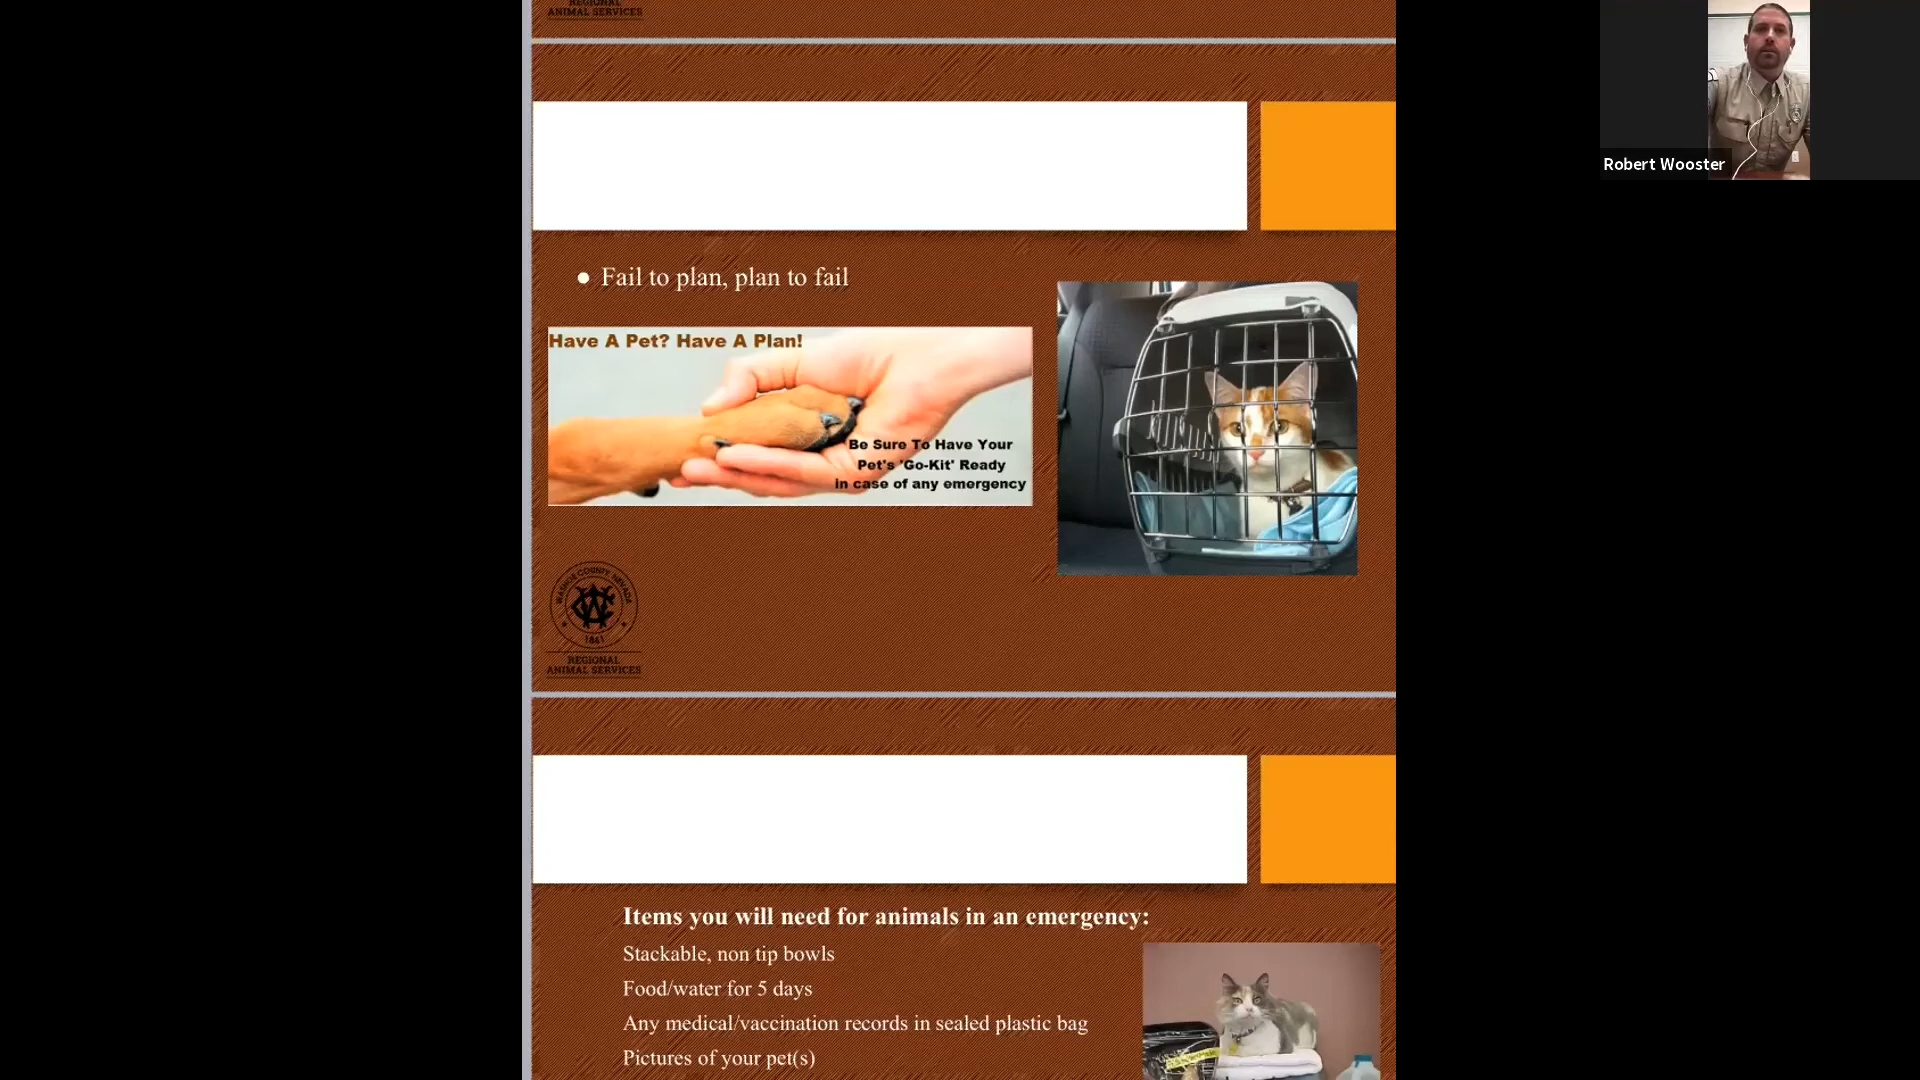 REGIONAL
ANIMAL SERVICES
Robert Wooster
● Fail to plan, plan to fail
Have A Pet? Have A Plan!
Be Sure To Have Your
Pet's 'Go-Kit' Ready
in case of any emergency
WASHOE COUNTY NEVADA
1861
REGIONAL
ANIMAL SERVICES
Items you will need for animals in an emergency:
Stackable, non tip bowls
Food/water for 5 days
Any medical/vaccination records in sealed plastic bag
Pictures of your pet(s)